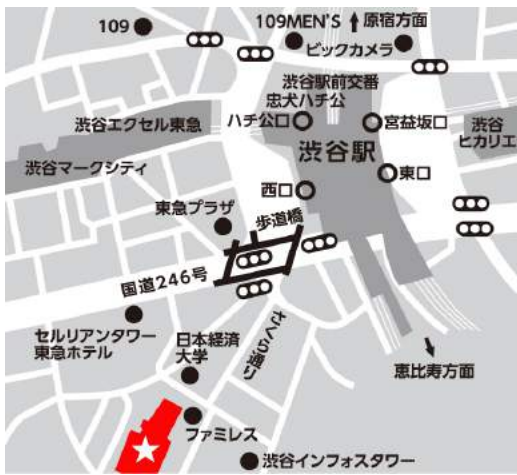 109
109MEN'S
原宿方面
ビックカメラ
渋谷駅前交番
忠犬ハチ公
ハチ公口
宮益坂口
渋谷エクセル東急
渋谷
ヒカリエ
渋谷マークシティ
渋谷駅
東口
西口
東急プラザ
歩道橋
国道246号
セルリアンタワー
東急ホテル
日本経済
大学
さくら通り
恵比寿方面
ファミレス
渋谷インフォスタワー